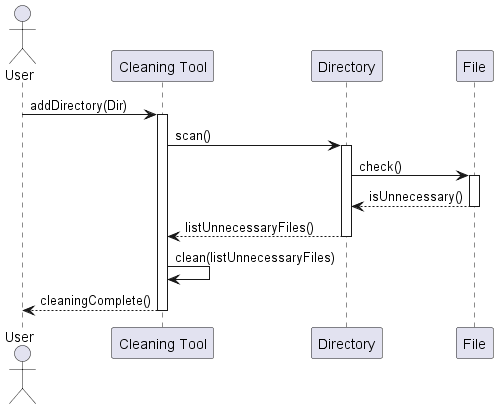 User
Cleaning Tool
Directory
File
addDirectory(Dir)
scan()
check()
isUnnecessary()
listUnnecessaryFiles()
clean(listUnnecessaryFiles)
cleaningComplete()
User
Cleaning Tool
Directory
File